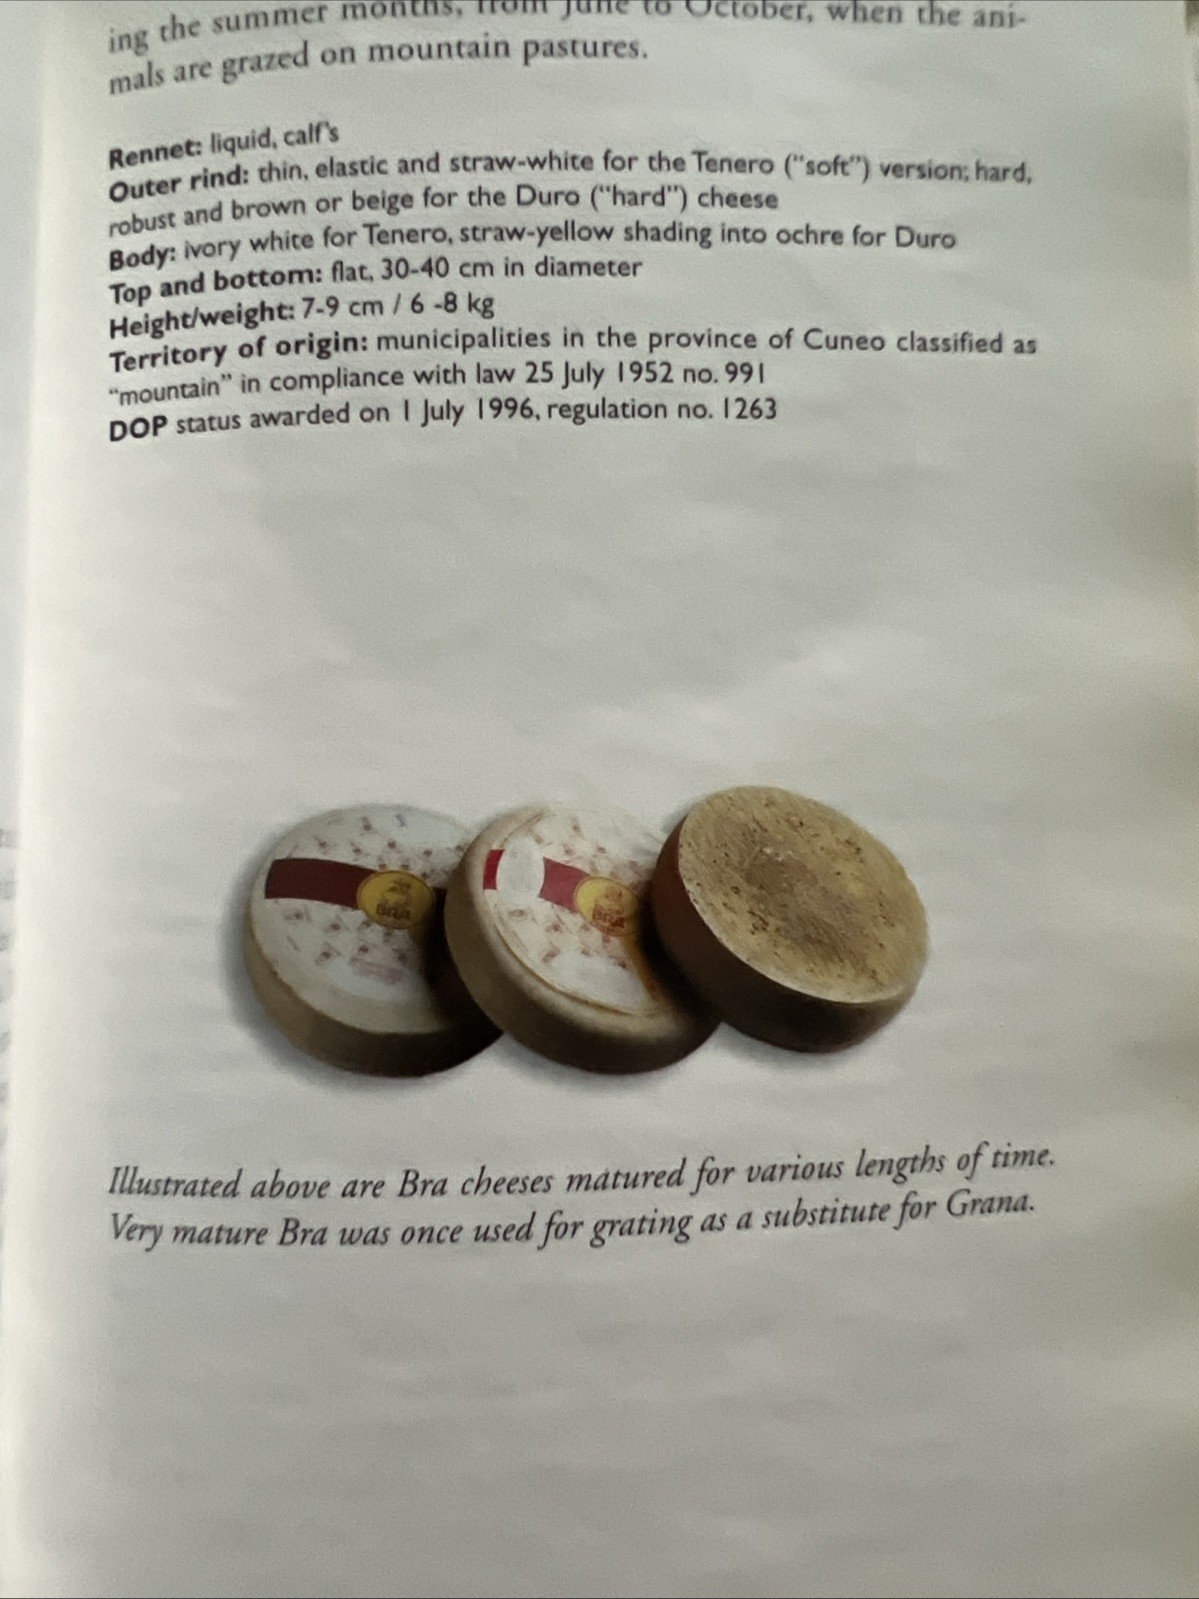 ing the summer months, from June to October, when the ani-
mals are grazed on mountain pastures.
Rennet: liquid, calf's
Outer rind: thin, elastic and straw-white for the Tenero ("soft") version; hard,
robust and brown or beige for the Duro ("hard") cheese
Body: ivory white for Tenero, straw-yellow shading into ochre for Duro
Top and bottom: flat, 30-40 cm in diameter
Height/weight: 7-9 cm / 6 -8 kg
Territory of origin: municipalities in the province of Cuneo classified as
"mountain" in compliance with law 25 July 1952 no. 991
DOP status awarded on 1 July 1996, regulation no. 1263
BRA
BRA
Illustrated above are Bra cheeses matured for various lengths of time.
Very mature Bra was once used for grating as a substitute for Grana.